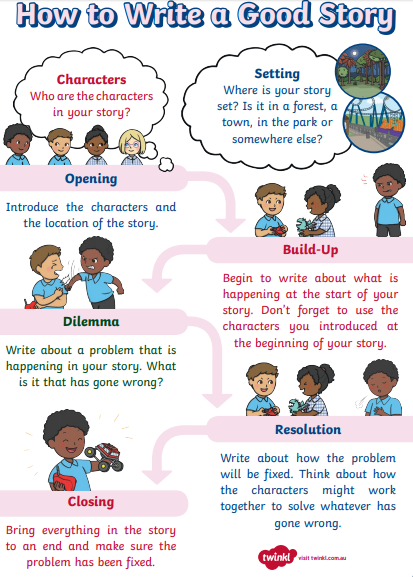 How to Write a Good Story
Characters
Who are the characters
in your story?
Setting
Where is your story
set? Is it in a forest, a
town, in the park or
somewhere else?
Opening
Introduce the characters and
the location of the story.
Build-Up
Begin to write about what is
happening at the start of your
story. Don't forget to use the
characters you introduced
at the beginning of your story.
Dilemma
Write about a problem that is
happening in your story. What
is it that has gone wrong?
Resolution
Write about how the problem
will be fixed. Think about how
the characters might work
together to solve whatever has
gone wrong.
Closing
Bring everything in the story
to an end and make sure the
problem has been fixed.
twinkl visit twinkl.com.au